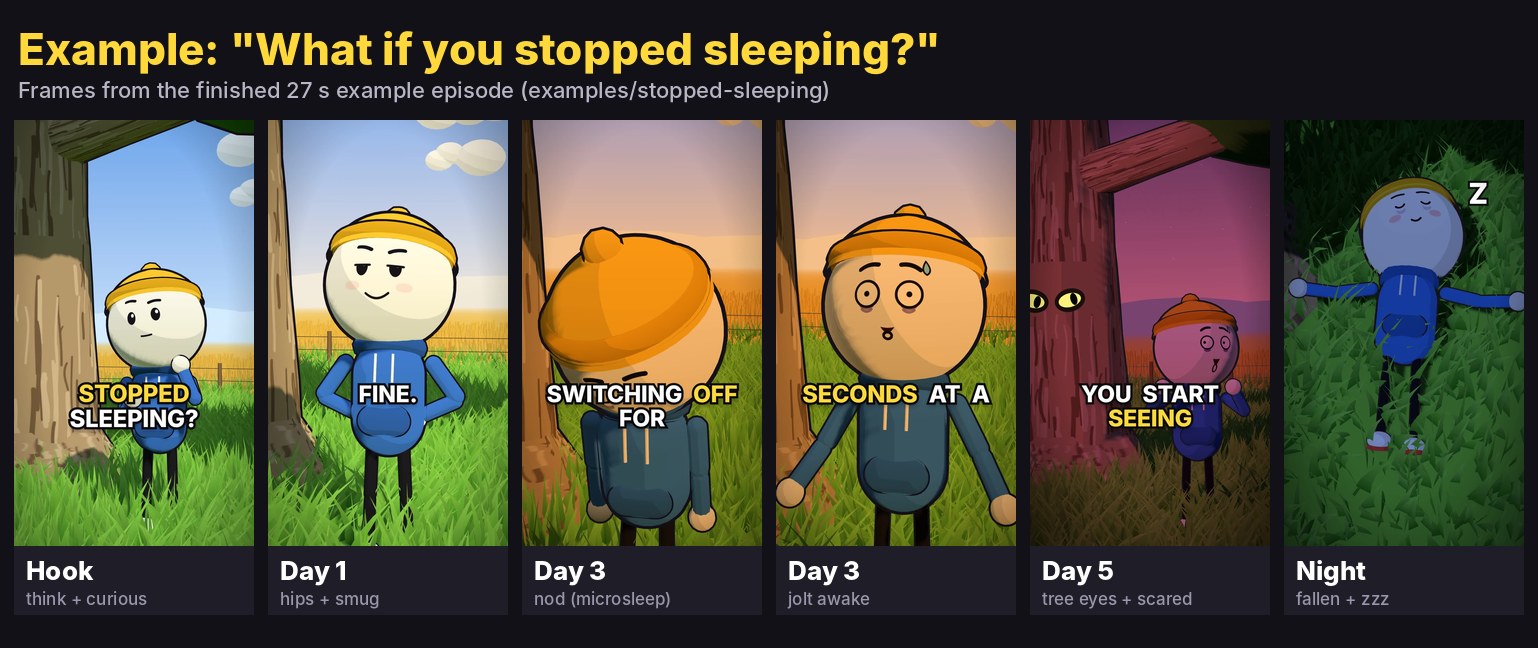 Example: "What if you stopped sleeping?"
Frames from the finished 27 s example episode (examples/stopped-sleeping)
STOPPED
SLEEPING?
FINE.
SWITCHING OFF
FOR
SECONDS AT A
YOU START
SEEING
Z
Hook
think + curious
Day 1
hips + smug
Day 3
nod (microsleep)
Day 3
jolt awake
Day 5
tree eyes + scared
Night
fallen + zzz